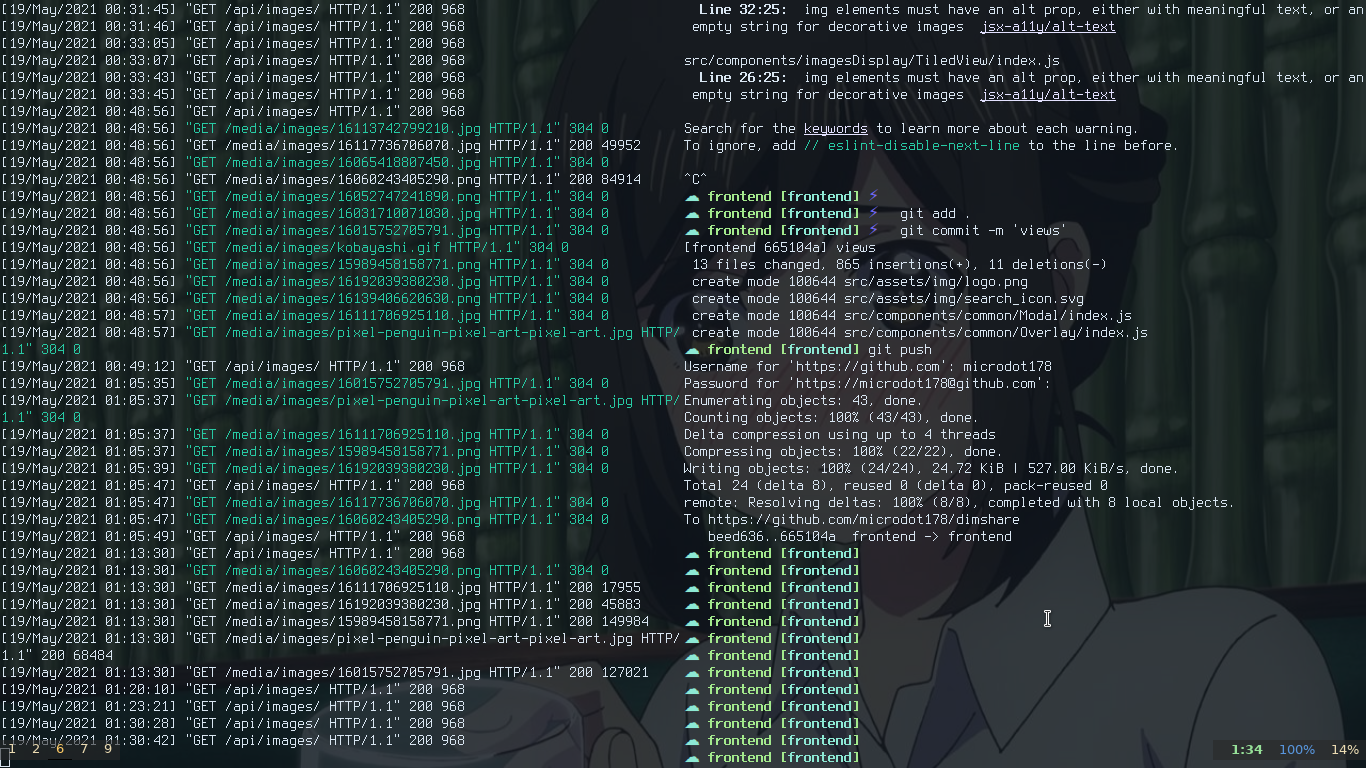 [19/May/2021 00:31:45] "GET /api/images/ HTTP/1.1" 200 968
[19/May/2021 00:31:46] "GET /api/images/ HTTP/1.1" 200 968
[19/May/2021 00:33:05] "GET /api/images/ HTTP/1.1" 200 968
[19/May/2021 00:33:07] "GET /api/images/ HTTP/1.1" 200 968
[19/May/2021 00:33:43] "GET /api/images/ HTTP/1.1" 200 968
[19/May/2021 00:33:45] "GET /api/images/ HTTP/1.1" 200 968
[19/May/2021 00:48:56] "GET /api/images/ HTTP/1.1" 200 968
[19/May/2021 00:48:56] "GET /media/images/16113742799210.jpg HTTP/1.1" 304 0
[19/May/2021 00:48:56] "GET /media/images/16117736706070.jpg HTTP/1.1" 200 49952
[19/May/2021 00:48:56] "GET /media/images/16065418807450.jpg HTTP/1.1" 304 0
[19/May/2021 00:48:56] "GET /media/images/16060243405290.png HTTP/1.1" 200 84914
[19/May/2021 00:48:56] "GET /media/images/16052747241890.png HTTP/1.1" 304 0
[19/May/2021 00:48:56] "GET /media/images/16031710071030.jpg HTTP/1.1" 304 0
[19/May/2021 00:48:56] "GET /media/images/16015752705791.jpg HTTP/1.1" 304 0
[19/May/2021 00:48:56] "GET /media/images/kobayashi.gif HTTP/1.1" 304 0
[19/May/2021 00:48:56] "GET /media/images/15989458158771.png HTTP/1.1" 304 0
[19/May/2021 00:48:56] "GET /media/images/16192039380230.jpg HTTP/1.1" 304 0
[19/May/2021 00:48:56] "GET /media/images/16139406620630.png HTTP/1.1" 304 0
[19/May/2021 00:48:57] "GET /media/images/16111706925110.jpg HTTP/1.1" 304 0
[19/May/2021 00:48:57] "GET /media/images/pixel-penguin-pixel-art-pixel-art.jpg HTTP/
1.1" 304 0
[19/May/2021 00:49:12] "GET /api/images/ HTTP/1.1" 200 968
[19/May/2021 01:05:35] "GET /media/images/16015752705791.jpg HTTP/1.1" 304 0
[19/May/2021 01:05:37] "GET /media/images/pixel-penguin-pixel-art-pixel-art.jpg HTTP/
1.1" 304 0
[19/May/2021 01:05:37] "GET /media/images/16111706925110.jpg HTTP/1.1" 304 0
[19/May/2021 01:05:37] "GET /media/images/15989458158771.png HTTP/1.1" 304 0
[19/May/2021 01:05:39] "GET /media/images/16192039380230.jpg HTTP/1.1" 304 0
[19/May/2021 01:05:47] "GET /api/images/ HTTP/1.1" 200 968
[19/May/2021 01:05:47] "GET /media/images/16117736706070.jpg HTTP/1.1" 304 0
[19/May/2021 01:05:47] "GET /media/images/16060243405290.png HTTP/1.1" 304 0
[19/May/2021 01:05:49] "GET /api/images/ HTTP/1.1" 200 968
[19/May/2021 01:13:30] "GET /api/images/ HTTP/1.1" 200 968
[19/May/2021 01:13:30] "GET /media/images/16060243405290.png HTTP/1.1" 304 0
[19/May/2021 01:13:30] "GET /media/images/16111706925110.jpg HTTP/1.1" 200 17955
[19/May/2021 01:13:30] "GET /media/images/16192039380230.jpg HTTP/1.1" 200 45883
[19/May/2021 01:13:30] "GET /media/images/15989458158771.png HTTP/1.1" 200 149984
[19/May/2021 01:13:30] "GET /media/images/pixel-penguin-pixel-art-pixel-art.jpg HTTP/
1.1" 200 68484
[19/May/2021 01:13:30] "GET /media/images/16015752705791.jpg HTTP/1.1" 200 127021
[19/May/2021 01:20:10] "GET /api/images/ HTTP/1.1" 200 968
[19/May/2021 01:23:21] "GET /api/images/ HTTP/1.1" 200 968
[19/May/2021 01:30:28] "GET /api/images/ HTTP/1.1" 200 968
[19/May/2021 01:30:42] "GET /api/images/ HTTP/1.1" 200 968
1 2 6 7 9
Line 32:25: img elements must have an alt prop, either with meaningful text, or an
empty string for decorative images jsx-a11y/alt-text
src/components/imagesDisplay/TiledView/index.js
Line 26:25: img elements must have an alt prop, either with meaningful text, or an
empty string for decorative images jsx-a11y/alt-text
Search for the keywords to learn more about each warning.
To ignore, add // eslint-disable-next-line to the line before.
^C^
☁ frontend [frontend] ⚡
☁ frontend [frontend] ⚡ git add .
☁ frontend [frontend] ⚡ git commit -m 'views'
[frontend 665104a] views
13 files changed, 865 insertions(+), 11 deletions(-)
create mode 100644 src/assets/img/logo.png
create mode 100644 src/assets/img/search_icon.svg
create mode 100644 src/components/common/Modal/index.js
create mode 100644 src/components/common/Overlay/index.js
☁ frontend [frontend] git push
Username for 'https://github.com': microdot178
Password for 'https://microdot178@github.com':
Enumerating objects: 43, done.
Counting objects: 100% (43/43), done.
Delta compression using up to 4 threads
Compressing objects: 100% (22/22), done.
Writing objects: 100% (24/24), 24.72 KiB | 527.00 KiB/s, done.
Total 24 (delta 8), reused 0 (delta 0), pack-reused 0
remote: Resolving deltas: 100% (8/8), completed with 8 local objects.
To https://github.com/microdot178/dimshare
beed636..665104a frontend -> frontend
☁ frontend [frontend]
☁ frontend [frontend]
☁ frontend [frontend]
☁ frontend [frontend]
☁ frontend [frontend]
☁ frontend [frontend]
☁ frontend [frontend]
☁ frontend [frontend]
☁ frontend [frontend]
☁ frontend [frontend]
☁ frontend [frontend]
☁ frontend [frontend]
☁ frontend [frontend]
1:34 100% 14%